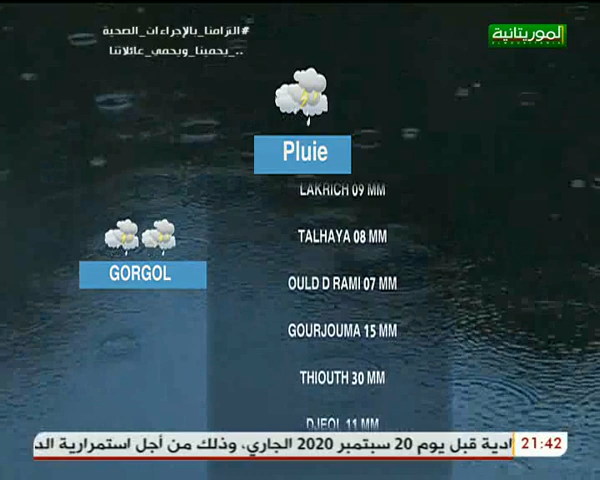 #التزامنا_بالإجراءات_الصحية
.._يحمينا_ويحمي_عائلاتنا
الموريتانية
Pluie
LAKRICH 09 MM
TALHAYA 08 MM
GORGOL
OULD D RAMI 07 MM
GOURJOUMA 15 MM
THIOUTH 30 MM
DJEOL 11 MM
ادية قبل يوم 20 سبتمبر 2020 الجاري، وذلك من أجل استمرارية الد
21:42